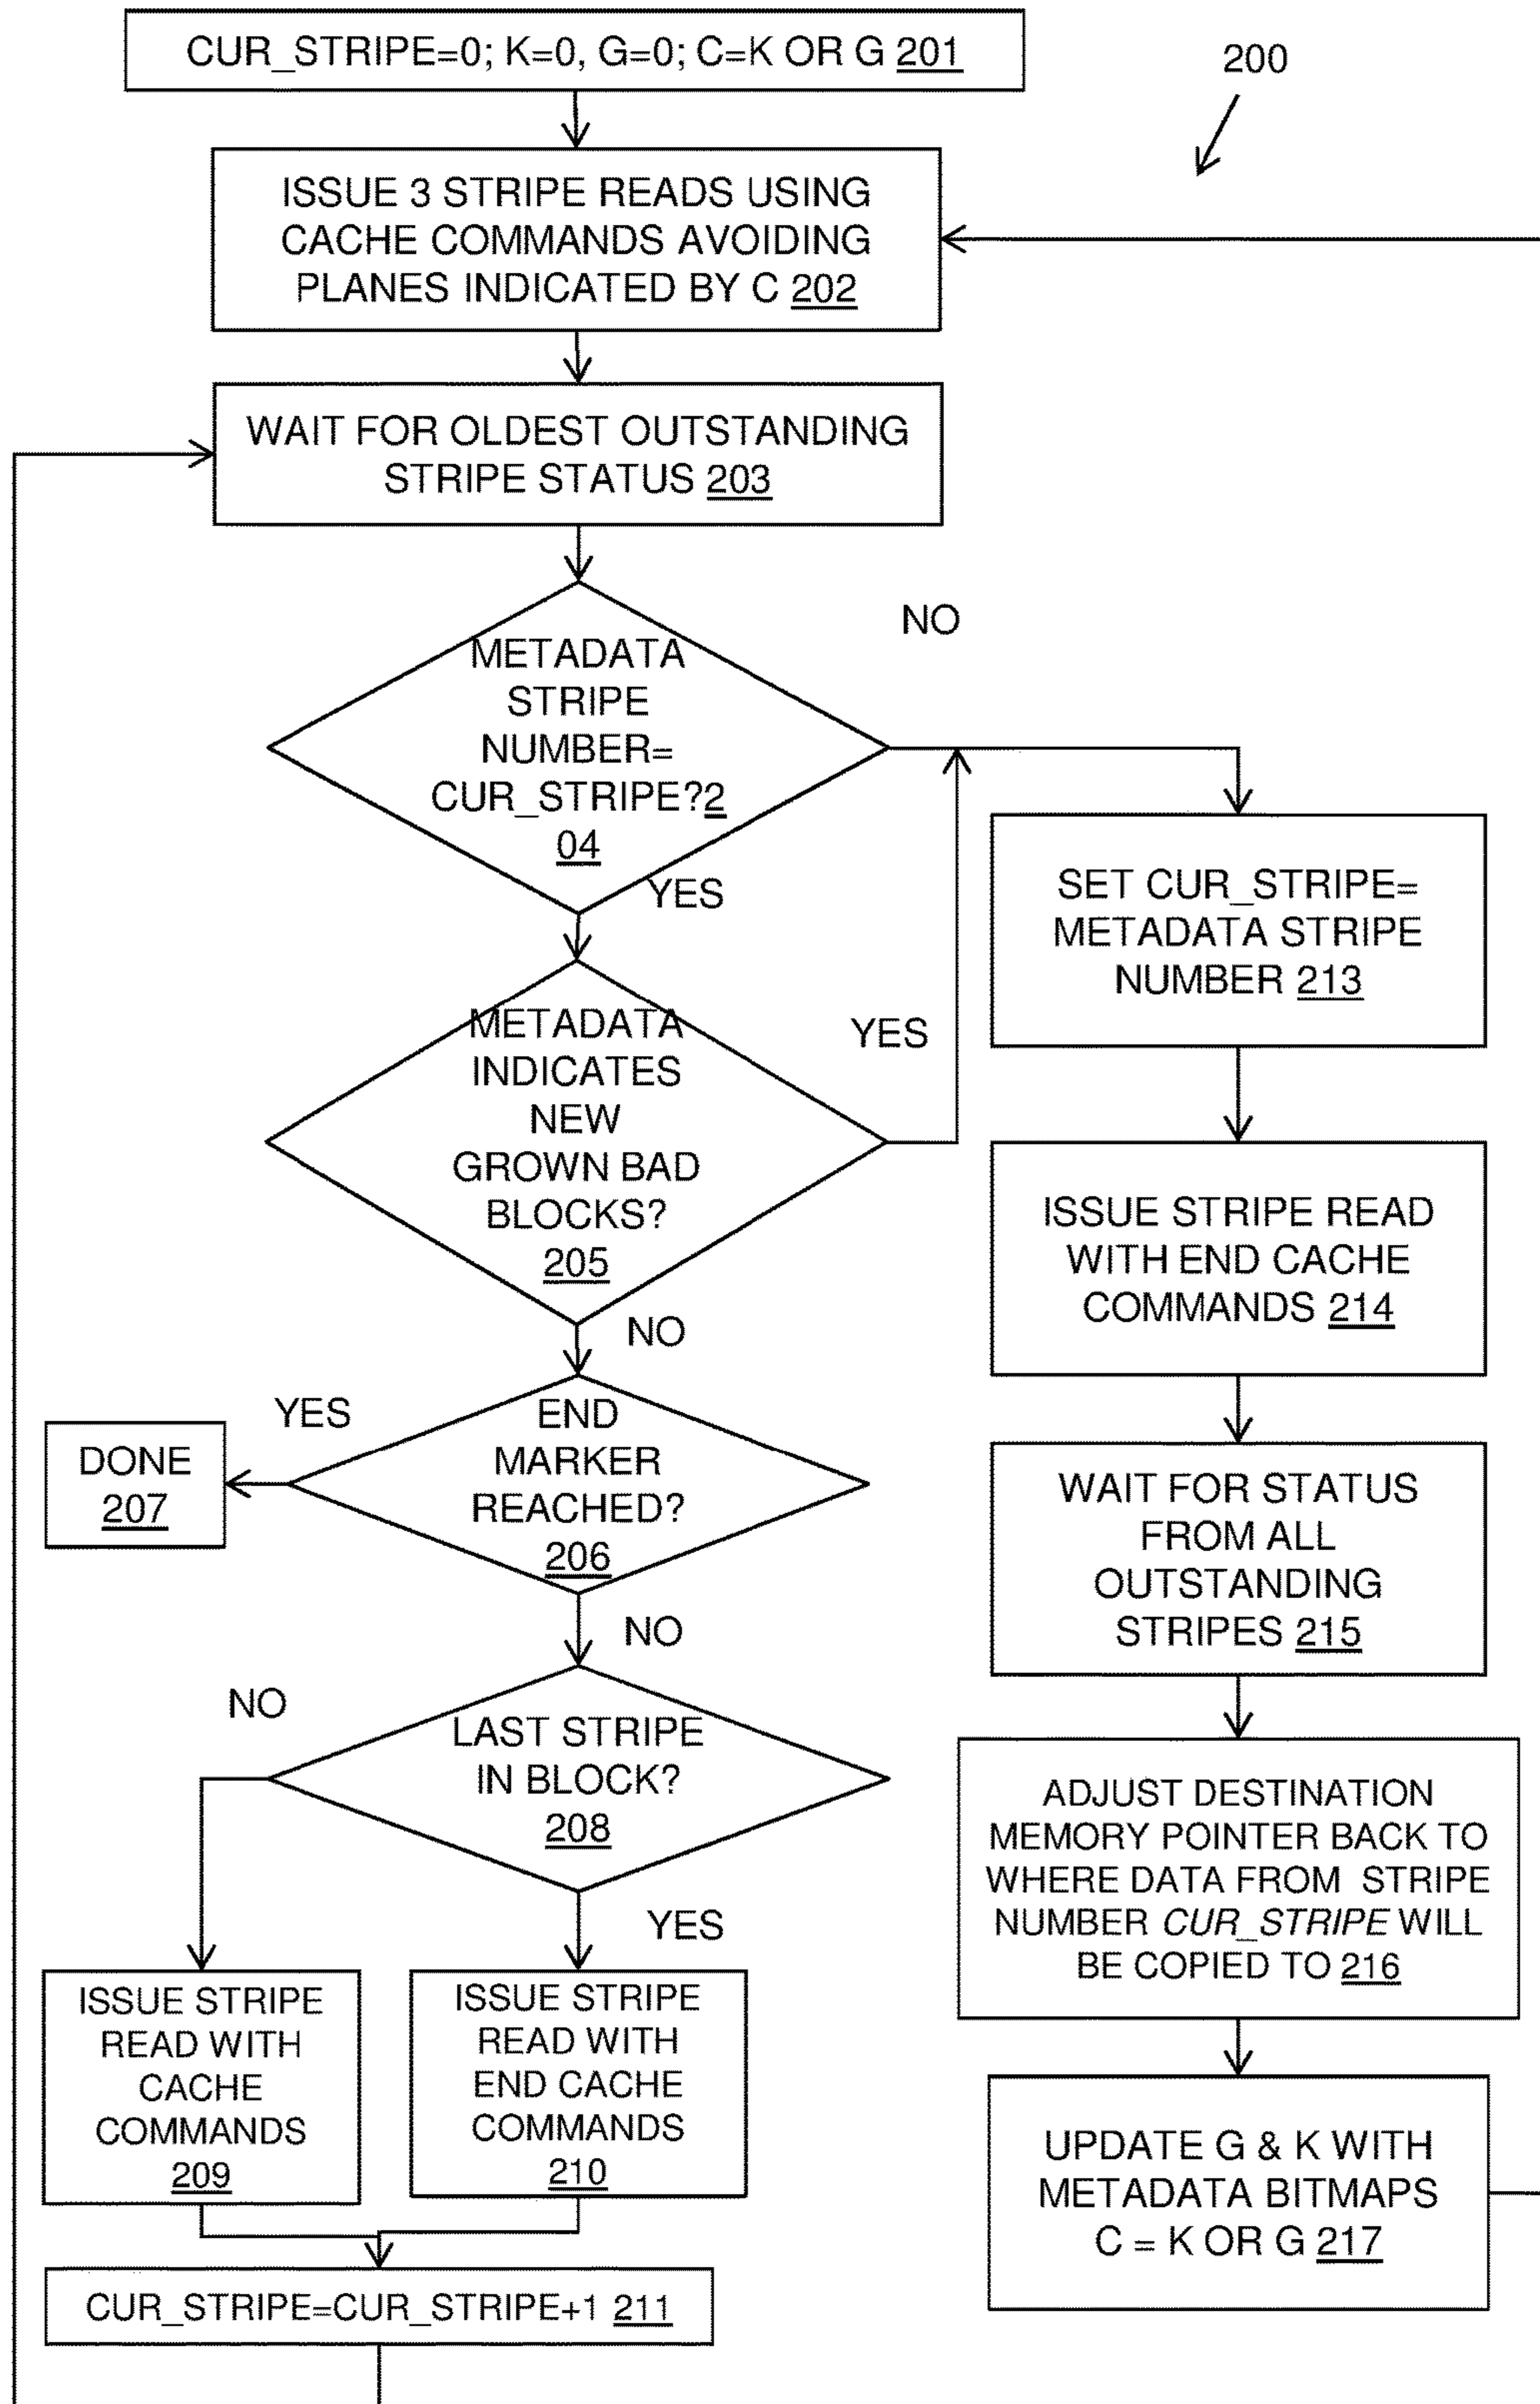 CUR_STRIPE=0; K=0, G=0; C=K OR G 201
200
ISSUE 3 STRIPE READS USING
CACHE COMMANDS AVOIDING
PLANES INDICATED BY C 202
WAIT FOR OLDEST OUTSTANDING
STRIPE STATUS 203
NO
METADATA
STRIPE
NUMBER=
CUR_STRIPE?2
04
YES
SET CUR_STRIPE=
METADATA STRIPE
NUMBER 213
METADATA
INDICATES
NEW
GROWN BAD
BLOCKS?
205
YES
NO
ISSUE STRIPE READ
WITH END CACHE
COMMANDS 214
END
MARKER
REACHED?
206
YES
DONE
207
NO
WAIT FOR STATUS
FROM ALL
OUTSTANDING
STRIPES 215
LAST STRIPE
IN BLOCK?
208
NO
YES
ADJUST DESTINATION
MEMORY POINTER BACK TO
WHERE DATA FROM STRIPE
NUMBER CUR_STRIPE WILL
BE COPIED TO 216
ISSUE STRIPE
READ WITH
CACHE
COMMANDS
209
ISSUE STRIPE
READ WITH
END CACHE
COMMANDS
210
UPDATE G & K WITH
METADATA BITMAPS
C = K OR G 217
CUR_STRIPE=CUR_STRIPE+1 211